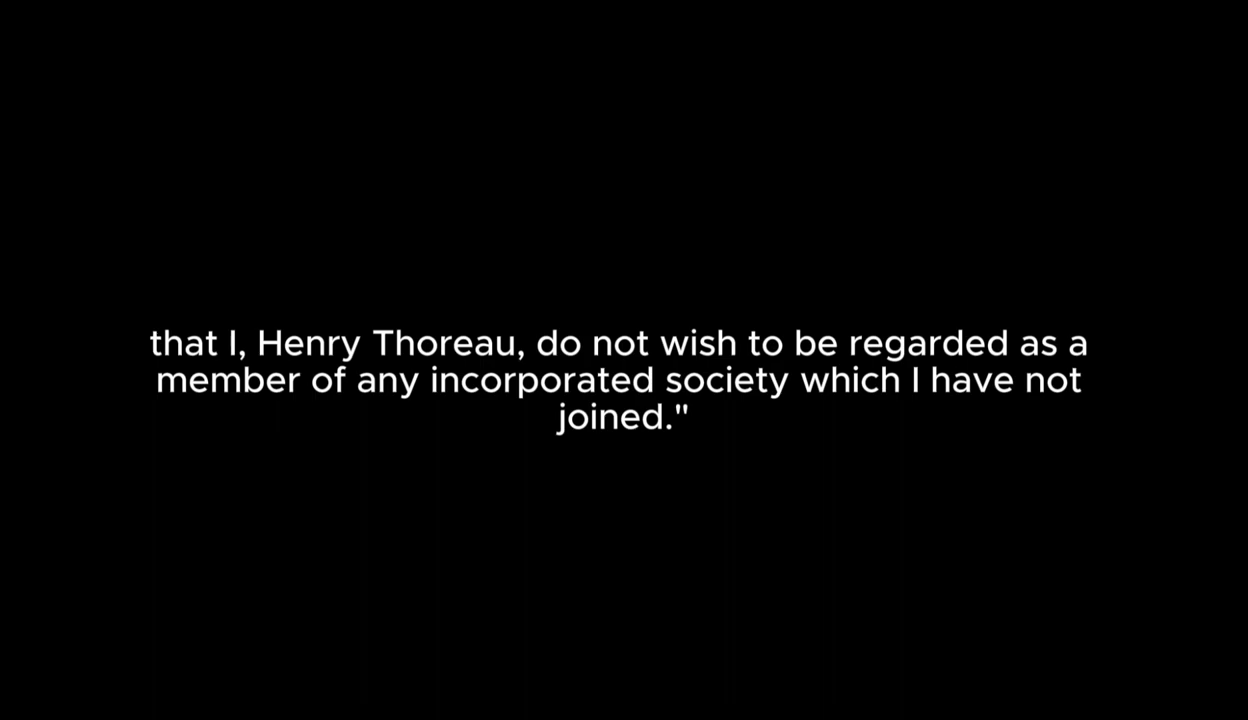 that I, Henry Thoreau, do not wish to be regarded as a
member of any incorporated society which I have not
joined."